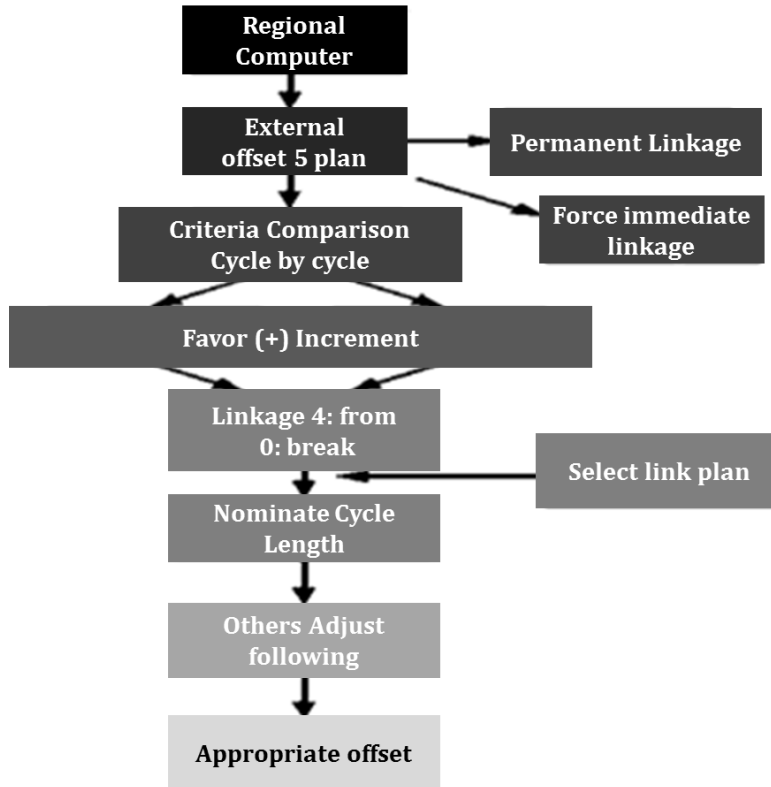 Regional
Computer
External
offset 5 plan
Permanent Linkage
Force immediate
linkage
Criteria Comparison
Cycle by cycle
Favor (+) Increment
Linkage 4: from
0: break
Select link plan
Nominate Cycle
Length
Others Adjust
following
Appropriate offset